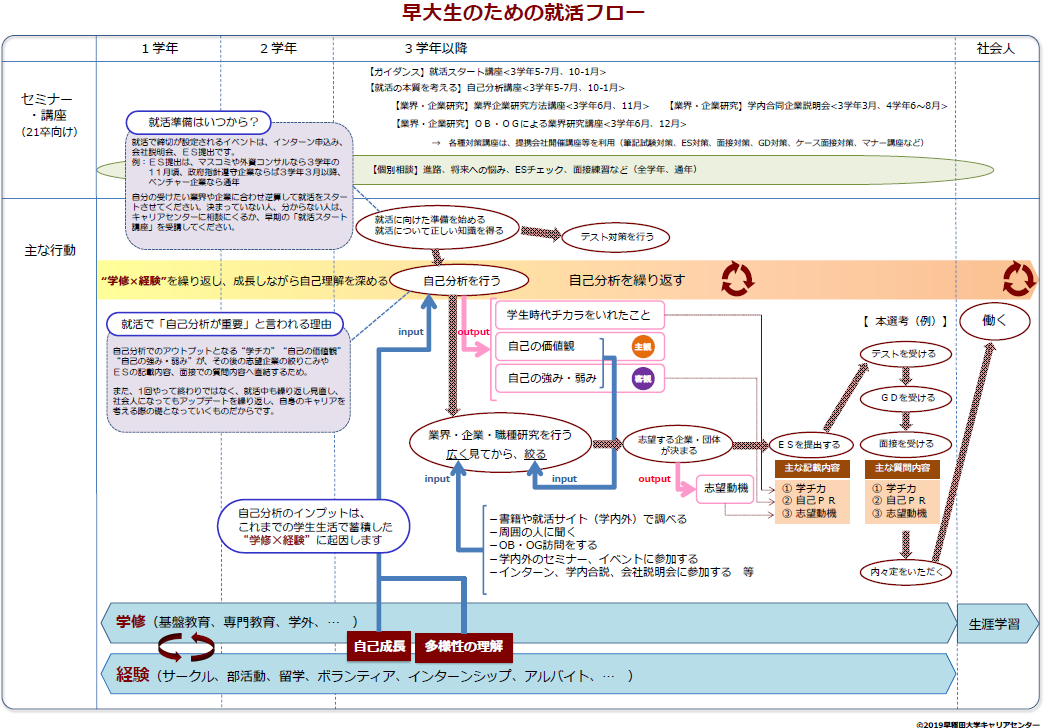 早大生のための就活フロー
1学年
2学年
3学年以降
社会人
セミナー
・講座
(21卒向け)
【ガイダンス】就活スタート講座<3学年5-7月、10-1月>
【就活の本質を考える】自己分析講座<3学年5-7月、10-1月>
【業界・企業研究】業界企業研究方法講座<3学年6月、11月>
【業界・企業研究】学内合同企業説明会<3学年3月、4学年6～8月>
【業界・企業研究】OB・OGによる業界研究講座<3学年6月、12月>
→ 各種対策講座は、提携会社開催講座等を利用（筆記試験対策、ES対策、面接対策、GD対策、ケース面接対策、マナー講座など）
【個別相談】進路、将来への悩み、ESチェック、面接練習など（全学年、通年）
就活準備はいつから？
就活で締切が設定されるイベントは、インターン申込み、
会社説明会、ES提出です。
例：ES提出は、マスコミや外資コンサルなら3学年の
11月頃、政府指針遵守企業ならば3学年3月以降、
ベンチャー企業なら通年
自分の受けたい業界や企業に合わせ逆算して就活をスター
トさせてください。決まっていない人、分からない人は、
キャリアセンターに相談にくるか、早期の「就活スタート
講座」を受講してください。
主な行動
就活に向けた準備を始める
就活について正しい知識を得る
テスト対策を行う
“学修×経験”を繰り返し、成長しながら自己理解を深める
自己分析を行う
自己分析を繰り返す
就活で「自己分析が重要」と言われる理由
自己分析でのアウトプットとなる“学チカ” “自己の価値観”
“自己の強み・弱み”が、その後の志望企業の絞りこみや
ESの記載内容、面接での質問内容へ直結するため。
また、1回やって終わりではなく、就活中も繰り返し見直し、
社会人になってもアップデートを繰り返し、自身のキャリアを
考える際の礎となっていくものだからです。
input
output
学生時代チカラをいれたこと
自己の価値観
主観
自己の強み・弱み
客観
【 本選考（例）】
働く
テストを受ける
GDを受ける
面接を受ける
業界・企業・職種研究を行う
広く見てから、絞る
志望する企業・団体
が決まる
ESを提出する
主な記載内容
① 学チカ
② 自己PR
③ 志望動機
主な質問内容
① 学チカ
② 自己PR
③ 志望動機
input
input
output
志望動機
自己分析のインプットは、
これまでの学生生活で蓄積した
“学修×経験”に起因します
－書籍や就活サイト（学内外）で調べる
－周囲の人に聞く
－OB・OG訪問をする
－学内外のセミナー、イベントに参加する
－インターン、学内合説、会社説明会に参加する 等
内々定をいただく
学修（基盤教育、専門教育、学外、… ）
生涯学習
自己成長
多様性の理解
経験（サークル、部活動、留学、ボランティア、インターンシップ、アルバイト、… ）
©2019早稲田大学キャリアセンター